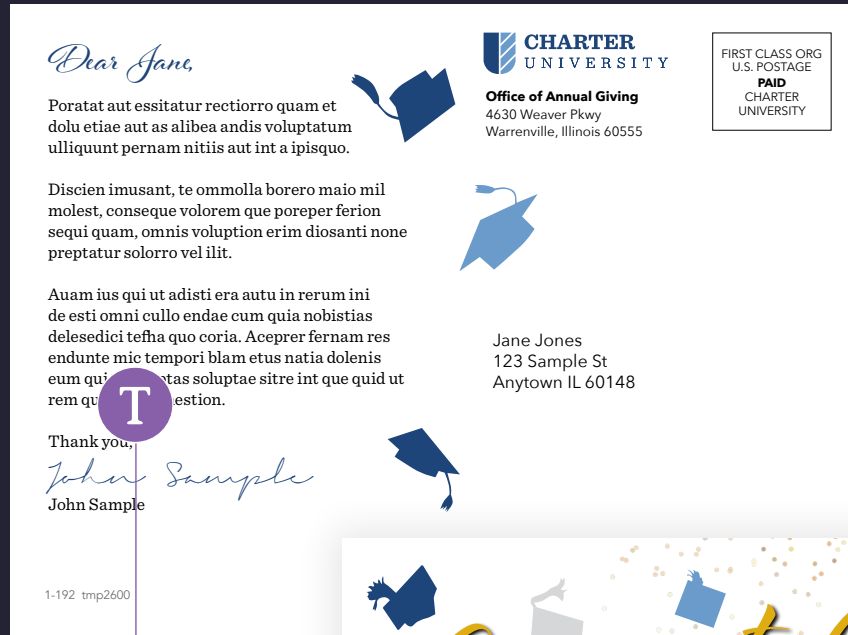 Dear Jane,
Poratat aut essitatur rectiorro quam et
dolu etiae aut as alibea andis voluptatum
ulliquunt pernam nitiis aut int a ipisquo.
Discien imusant, te ommolla borero maio mil
molest, conseque volorem que poreper ferion
sequi quam, omnis voluption erim diosanti none
preptatur solorro vel ilit.
Auam ius qui ut adisti era autu in rerum ini
de esti omni cullo endae cum quia nobistias
delesedici tefha quo coria. Aceprer fernam res
endunte mic tempori blam etus natia dolenis
eum soluptae sitre int que quid ut
rem
T
Thank you,
John Sample
John Sample
1-192 tmp2600
CHARTER
UNIVERSITY
Office of Annual Giving
4630 Weaver Pkwy
Warrenville, Illinois 60555
FIRST CLASS ORG
U.S. POSTAGE
PAID
CHARTER
UNIVERSITY
Jane Jones
123 Sample St
Anytown IL 60148